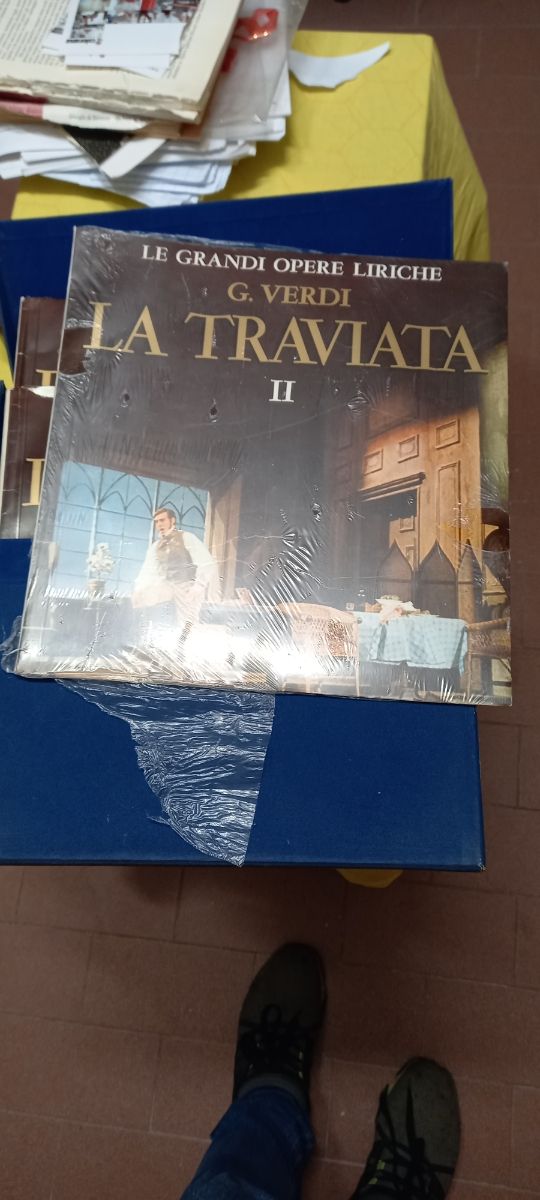 LE GRANDI OPERE LIRICHE
G. VERDI
LA TRAVIATA
II